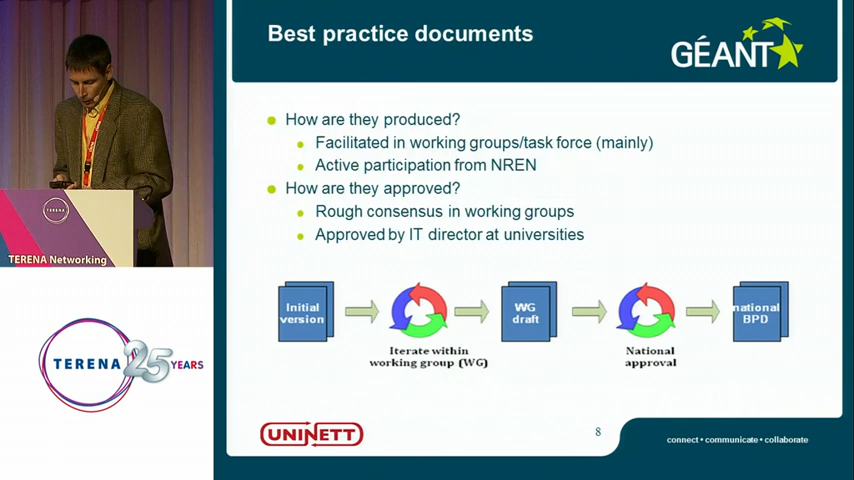 Best practice documents
GÉANT
How are they produced?
Facilitated in working groups/task force (mainly)
Active participation from NREN
How are they approved?
Rough consensus in working groups
Approved by IT director at universities
Initial
version
Iterate within
working group (WG)
WG
draft
National
approval
national
BPD
TERENA
TERENA Networking
TERENA 25 YEARS
UNINETT
8
connect • communicate • collaborate